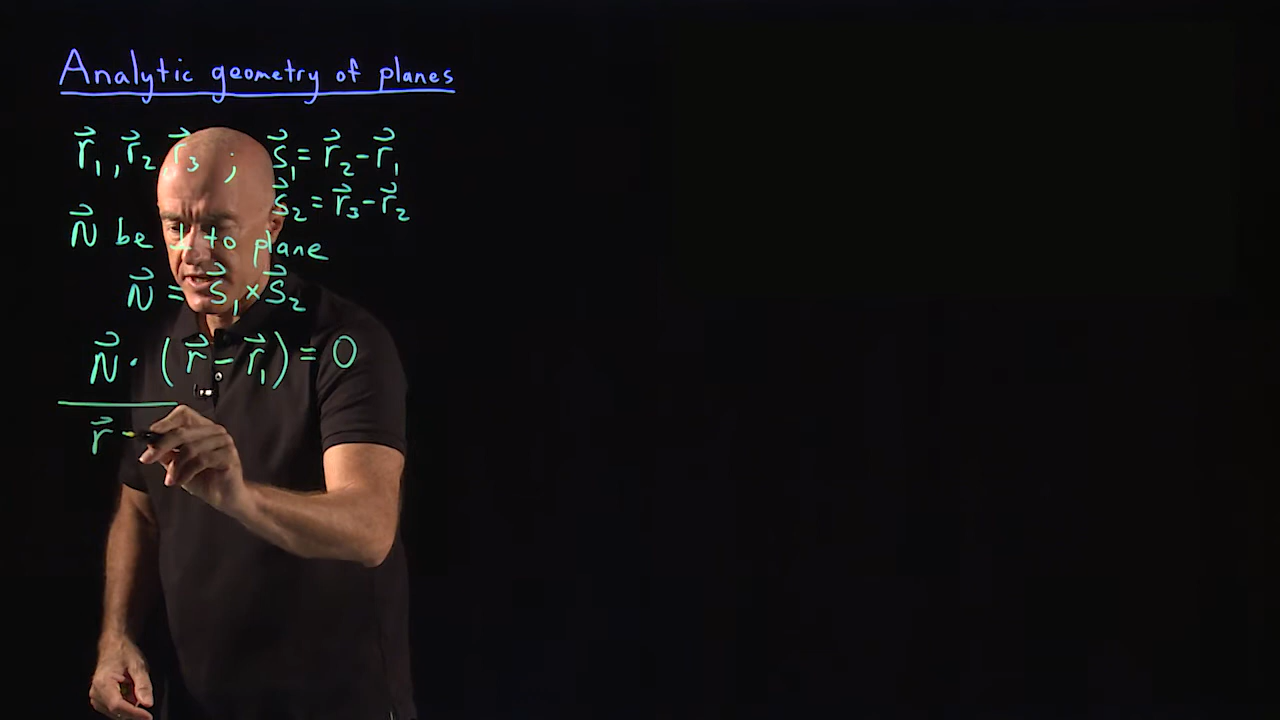 Analytic geometry of planes
r⃗₁, r⃗₂ r⃗₃ ; s⃗₁ = r⃗₂ − r⃗₁
s⃗₂ = r⃗₃ − r⃗₂
N⃗ be ⊥ to plane
N⃗ = s⃗₁ × s⃗₂
N⃗ · (r⃗ − r⃗₁) = 0
r⃗ -